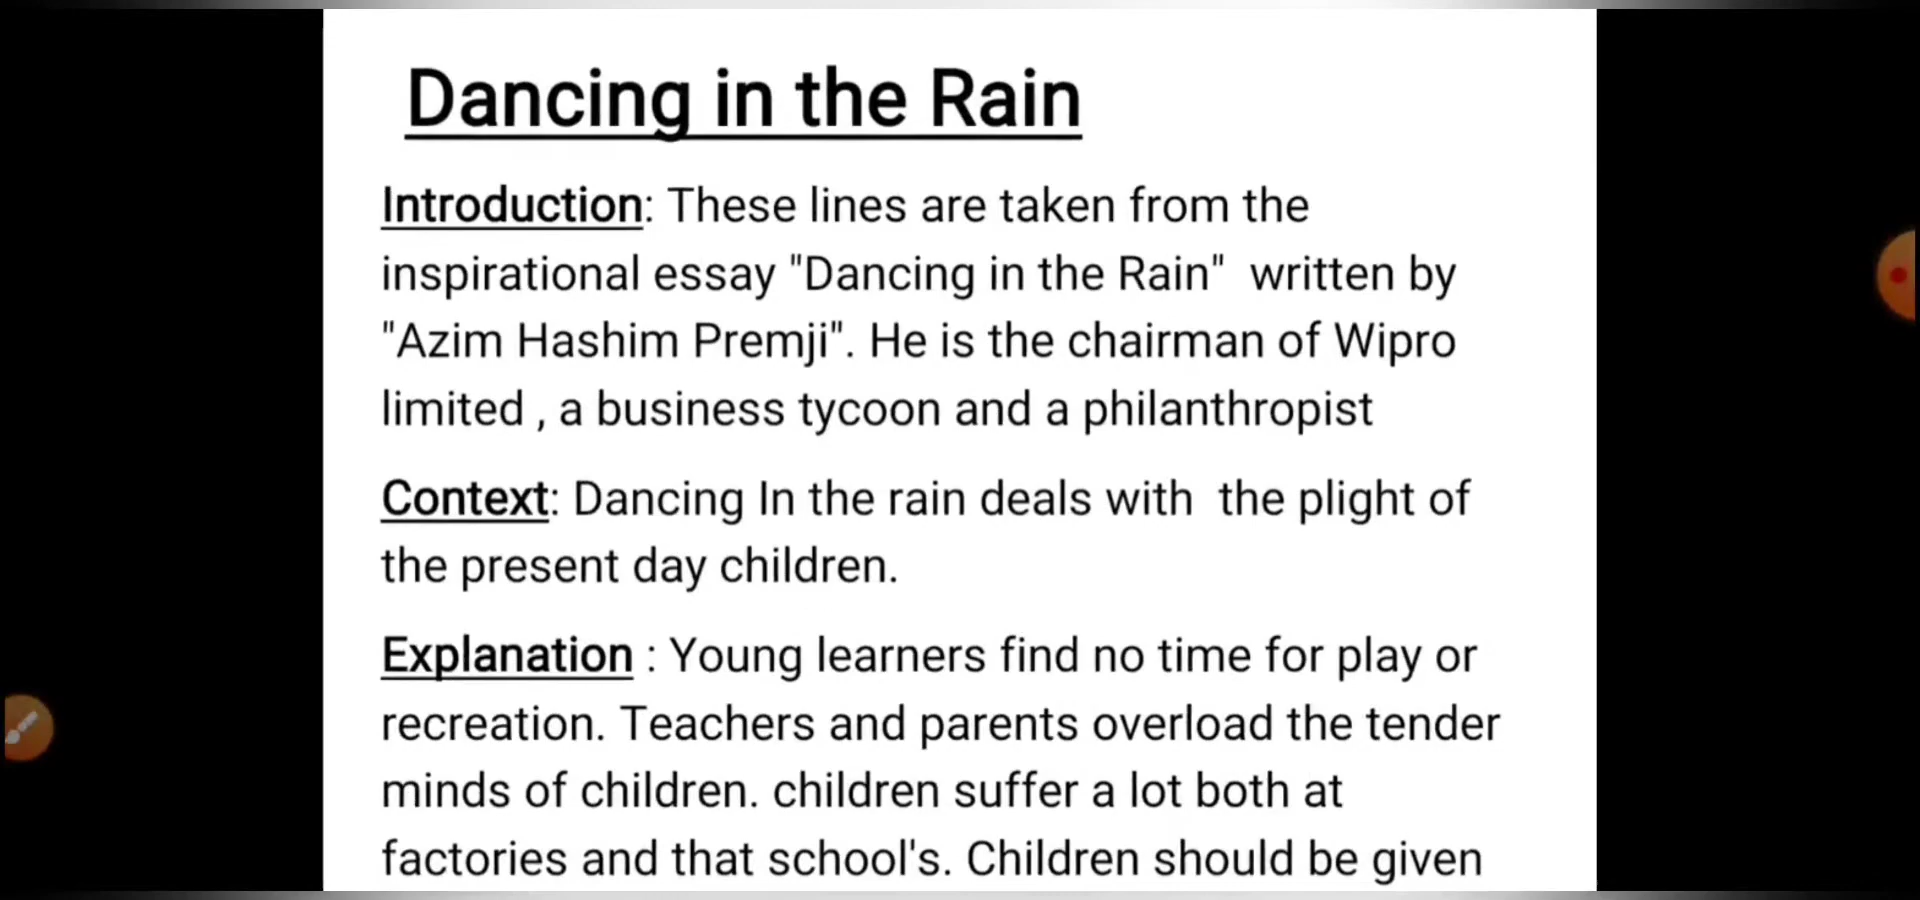 Dancing in the Rain
Introduction: These lines are taken from the
inspirational essay "Dancing in the Rain"  written by
"Azim Hashim Premji". He is the chairman of Wipro
limited , a business tycoon and a philanthropist
Context: Dancing In the rain deals with  the plight of
the present day children.
Explanation : Young learners find no time for play or
recreation. Teachers and parents overload the tender
minds of children. children suffer a lot both at
factories and that school's. Children should be given